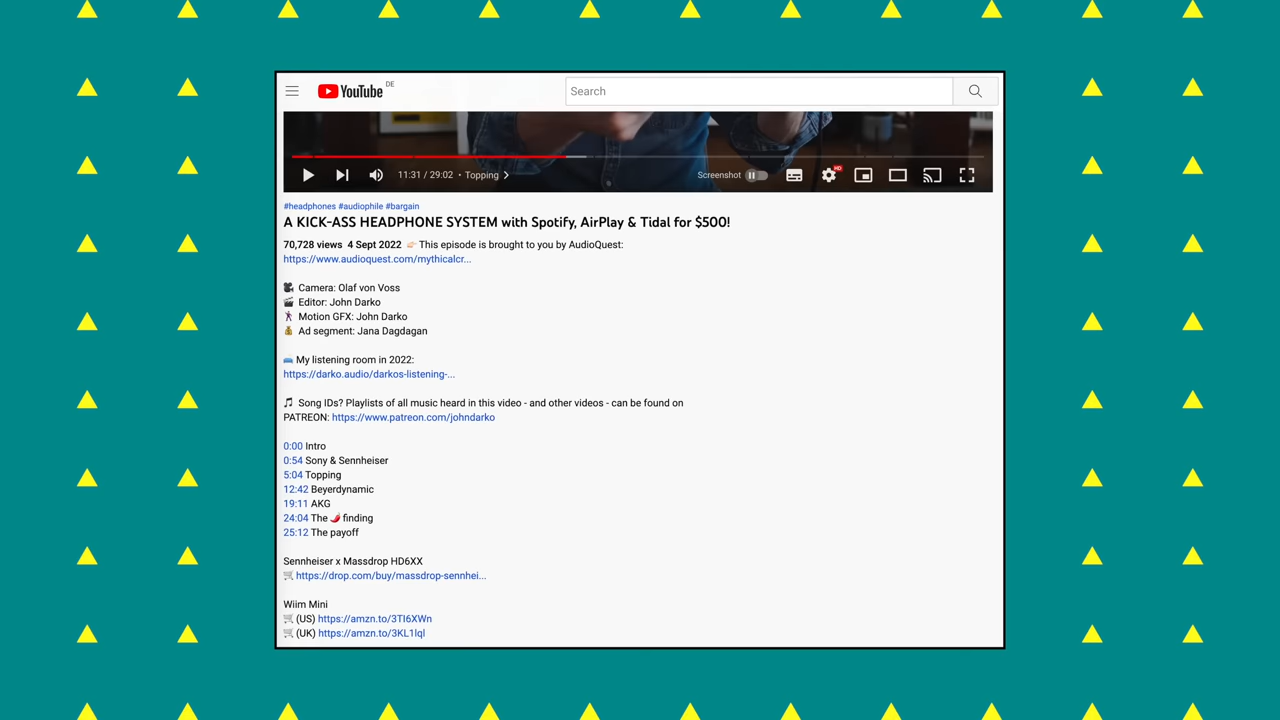 YouTube DE
Search
11:31 / 29:02 • Topping
Screenshot
HD
#headphones #audiophile #bargain
A KICK-ASS HEADPHONE SYSTEM with Spotify, AirPlay & Tidal for $500!
70,728 views 4 Sept 2022 👉🏻 This episode is brought to you by AudioQuest:
https://www.audioquest.com/mythicalcr...
🎥 Camera: Olaf von Voss
🎬 Editor: John Darko
🕺 Motion GFX: John Darko
💰 Ad segment: Jana Dagdagan
🛋 My listening room in 2022:
https://darko.audio/darkos-listening-...
🎵 Song IDs? Playlists of all music heard in this video - and other videos - can be found on
PATREON: https://www.patreon.com/johndarko
0:00 Intro
0:54 Sony & Sennheiser
5:04 Topping
12:42 Beyerdynamic
19:11 AKG
24:04 The 🌶 finding
25:12 The payoff
Sennheiser x Massdrop HD6XX
🛒 https://drop.com/buy/massdrop-sennhei...
Wiim Mini
🛒 (US) https://amzn.to/3TI6XWn
🛒 (UK) https://amzn.to/3KL1lql